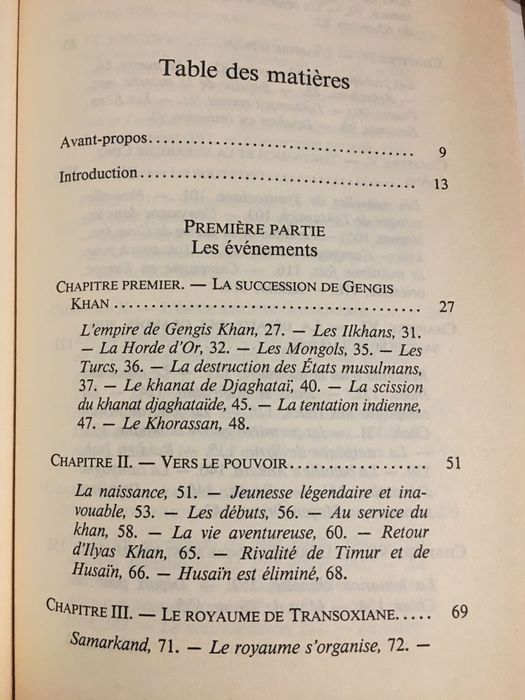 Table des matières
Avant-propos........................................ 9
Introduction........................................ 13
PREMIÈRE PARTIE
Les événements
CHAPITRE PREMIER. — LA SUCCESSION DE GENGIS
KHAN ........................................ 27
L'empire de Gengis Khan, 27. — Les Ilkhans, 31.
— La Horde d'Or, 32. — Les Mongols, 35. — Les
Turcs, 36. — La destruction des États musulmans,
37. — Le khanat de Djaghataï, 40. — La scission
du khanat djaghataïde, 45. — La tentation indienne,
47. — Le Khorassan, 48.
CHAPITRE II. — VERS LE POUVOIR.................... 51
La naissance, 51. — Jeunesse légendaire et ina-
vouable, 53. — Les débuts, 56. — Au service du
khan, 58. — La vie aventureuse, 60. — Retour
d'Ilyas Khan, 65. — Rivalité de Timur et de
Husaïn, 66. — Husaïn est éliminé, 68.
CHAPITRE III. — LE ROYAUME DE TRANSOXIANE..... 69
Samarkand, 71. — Le royaume s'organise, 72. —